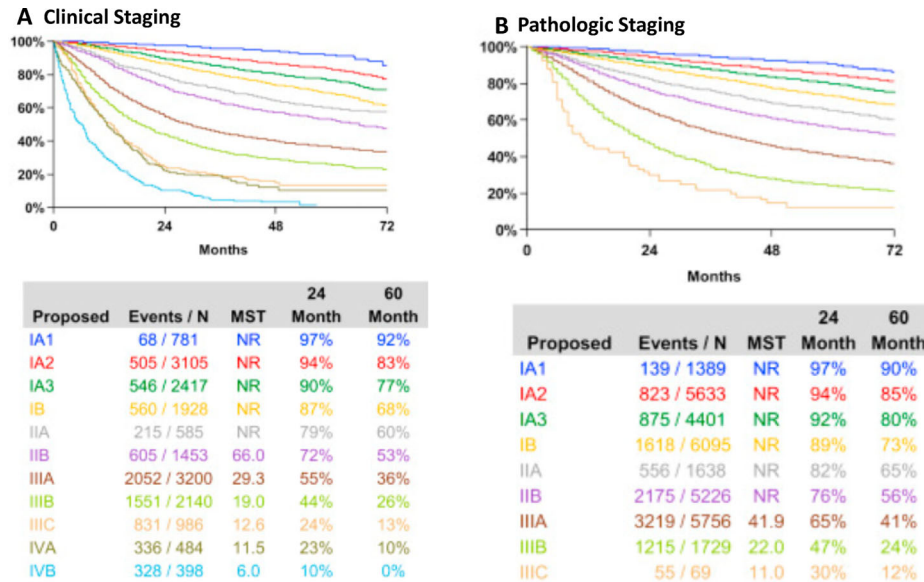 A Clinical Staging
100%
80%
60%
40%
20%
0%
0 24 48 72
Months
24 60
Proposed Events / N MST Month Month
IA1 68 / 781 NR 97% 92%
IA2 505 / 3105 NR 94% 83%
IA3 546 / 2417 NR 90% 77%
IB 560 / 1928 NR 87% 68%
IIA 215 / 585 NR 79% 60%
IIB 605 / 1453 66.0 72% 53%
IIIA 2052 / 3200 29.3 55% 36%
IIIB 1551 / 2140 19.0 44% 26%
IIIC 831 / 986 12.6 24% 13%
IVA 336 / 484 11.5 23% 10%
IVB 328 / 398 6.0 10% 0%
B Pathologic Staging
100%
80%
60%
40%
20%
0%
0 24 48 72
Months
24 60
Proposed Events / N MST Month Month
IA1 139 / 1389 NR 97% 90%
IA2 823 / 5633 NR 94% 85%
IA3 875 / 4401 NR 92% 80%
IB 1618 / 6095 NR 89% 73%
IIA 556 / 1638 NR 82% 65%
IIB 2175 / 5226 NR 76% 56%
IIIA 3219 / 5756 41.9 65% 41%
IIIB 1215 / 1729 22.0 47% 24%
IIIC 55 / 69 11.0 30% 12%